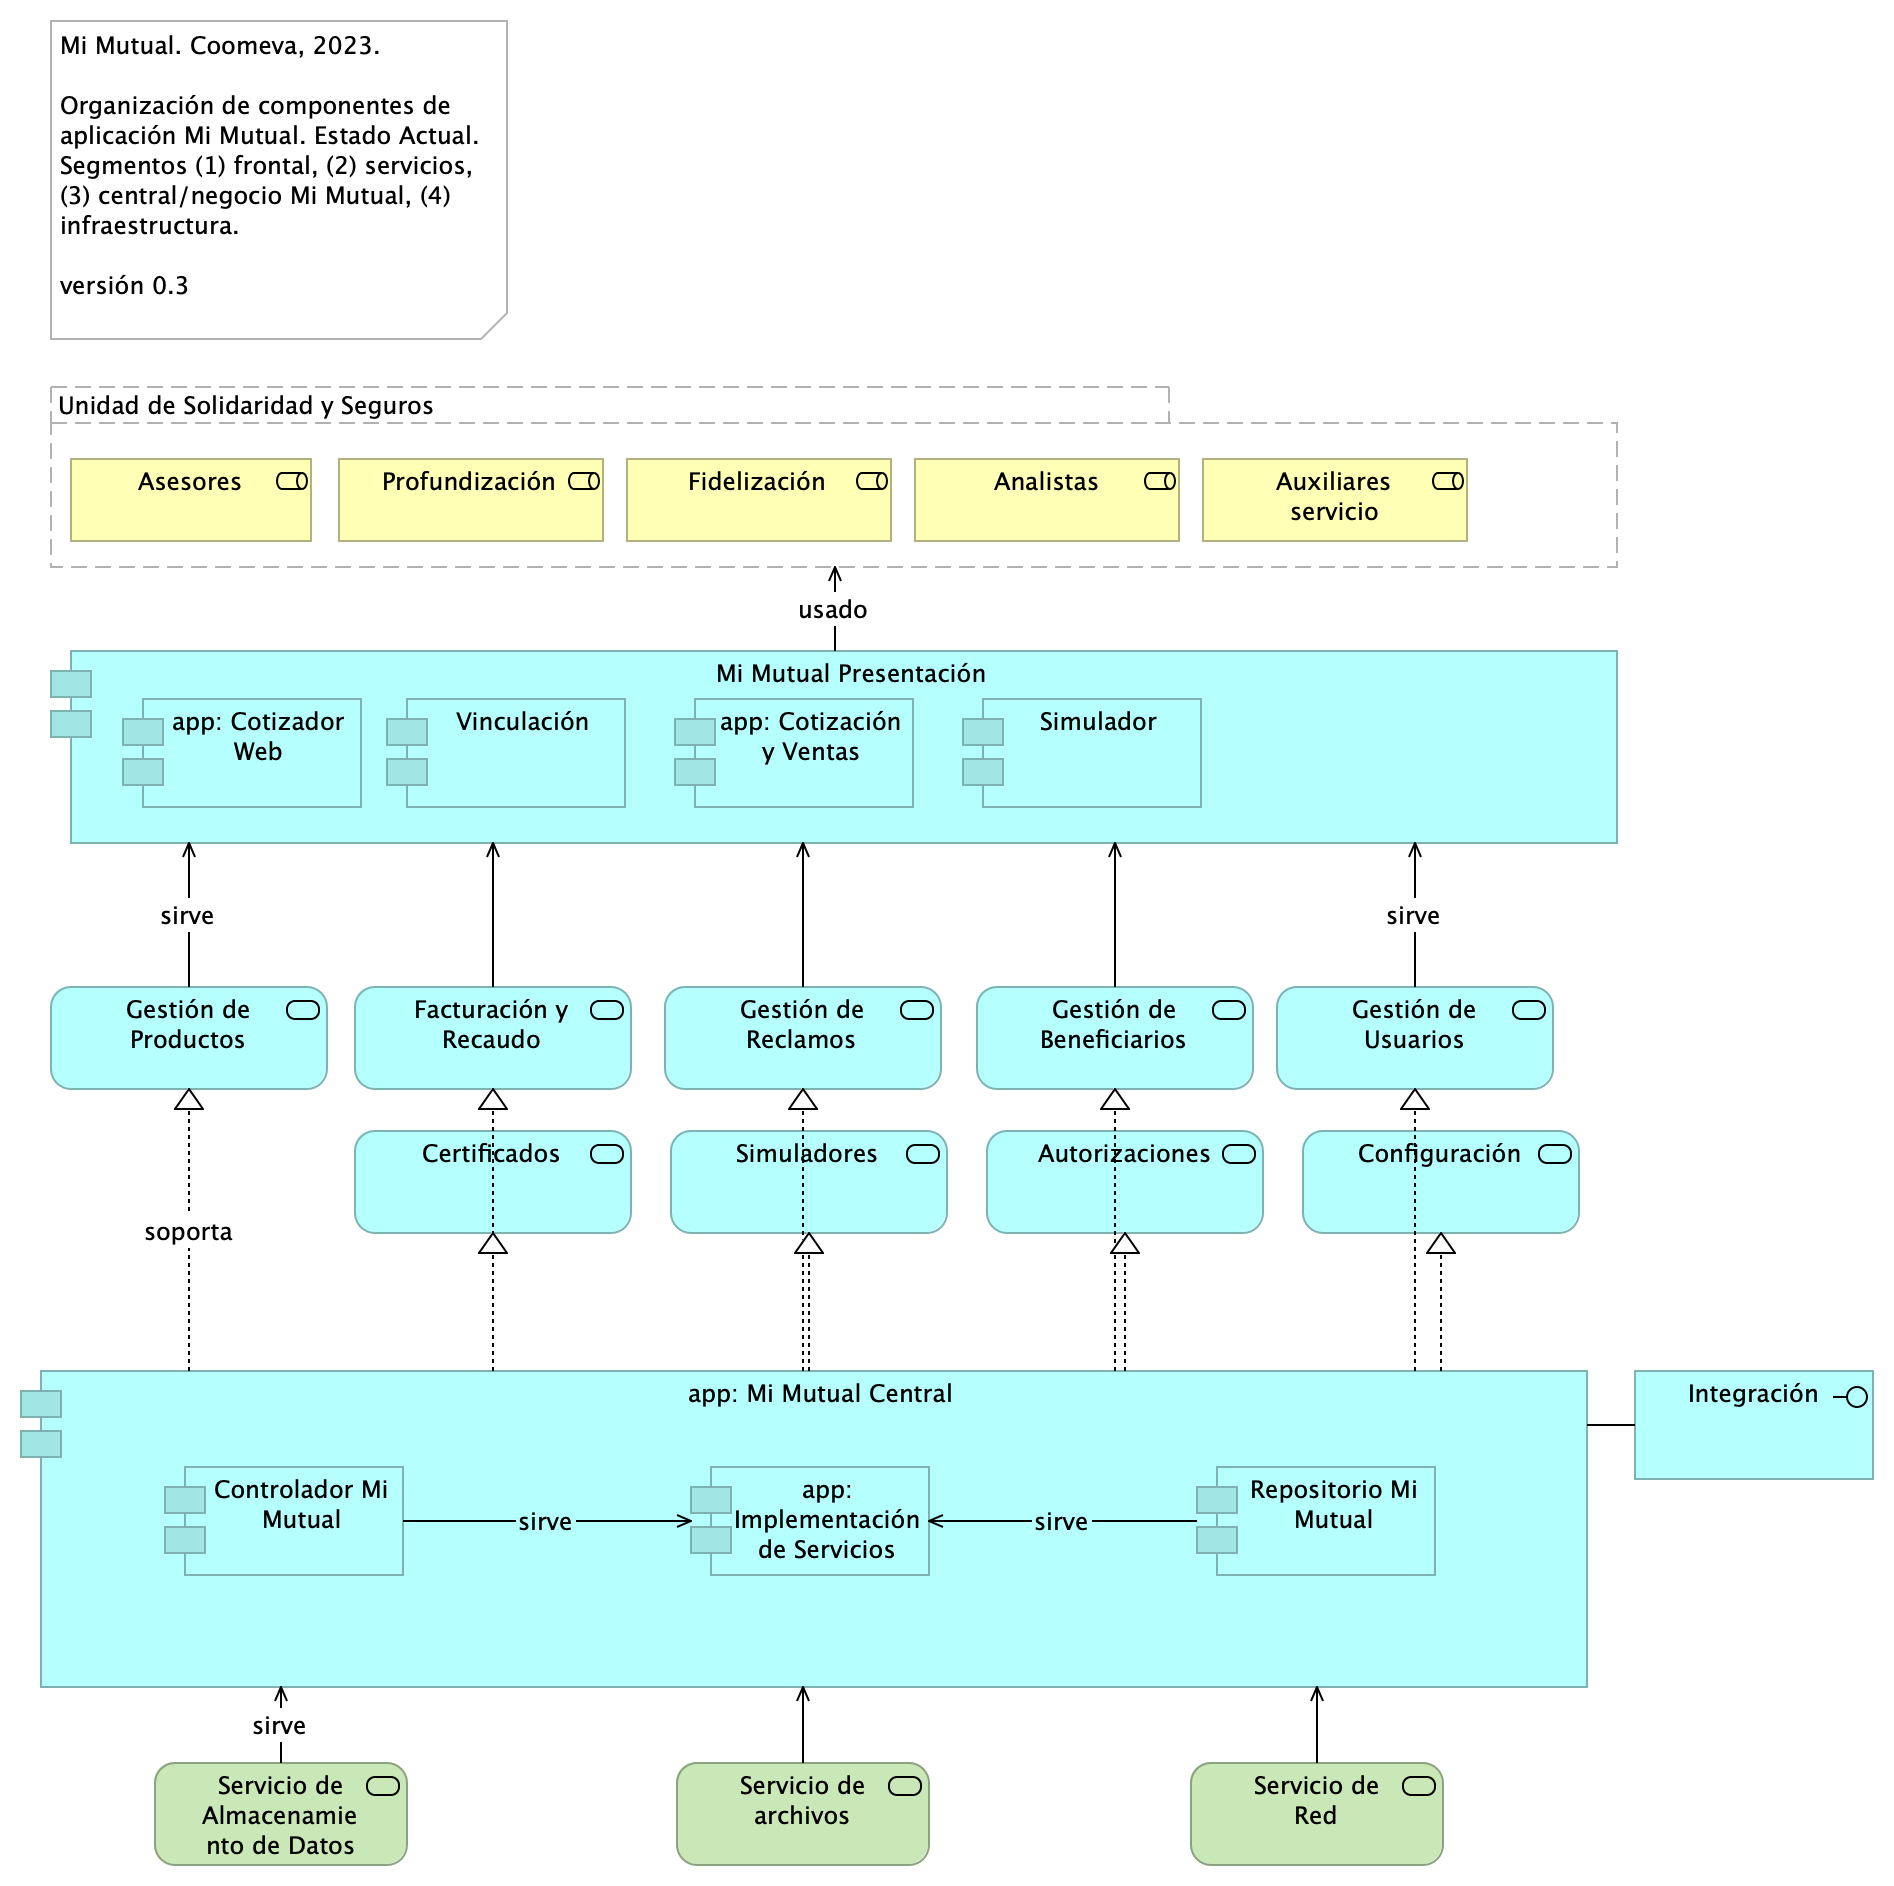 Mi Mutual. Coomeva, 2023.
Organización de componentes de
aplicación Mi Mutual. Estado Actual.
Segmentos (1) frontal, (2) servicios,
(3) central/negocio Mi Mutual, (4)
infraestructura.
versión 0.3
Unidad de Solidaridad y Seguros
Asesores
Profundización
Fidelización
Analistas
Auxiliares
servicio
usado
Mi Mutual Presentación
app: Cotizador
Web
Vinculación
app: Cotización
y Ventas
Simulador
sirve
sirve
Gestión de
Productos
Facturación y
Recaudo
Gestión de
Reclamos
Gestión de
Beneficiarios
Gestión de
Usuarios
Certificados
Simuladores
Autorizaciones
Configuración
soporta
app: Mi Mutual Central
Integración
Controlador Mi
Mutual
sirve
app:
Implementación
de Servicios
sirve
Repositorio Mi
Mutual
sirve
Servicio de
Almacenamie
nto de Datos
Servicio de
archivos
Servicio de
Red